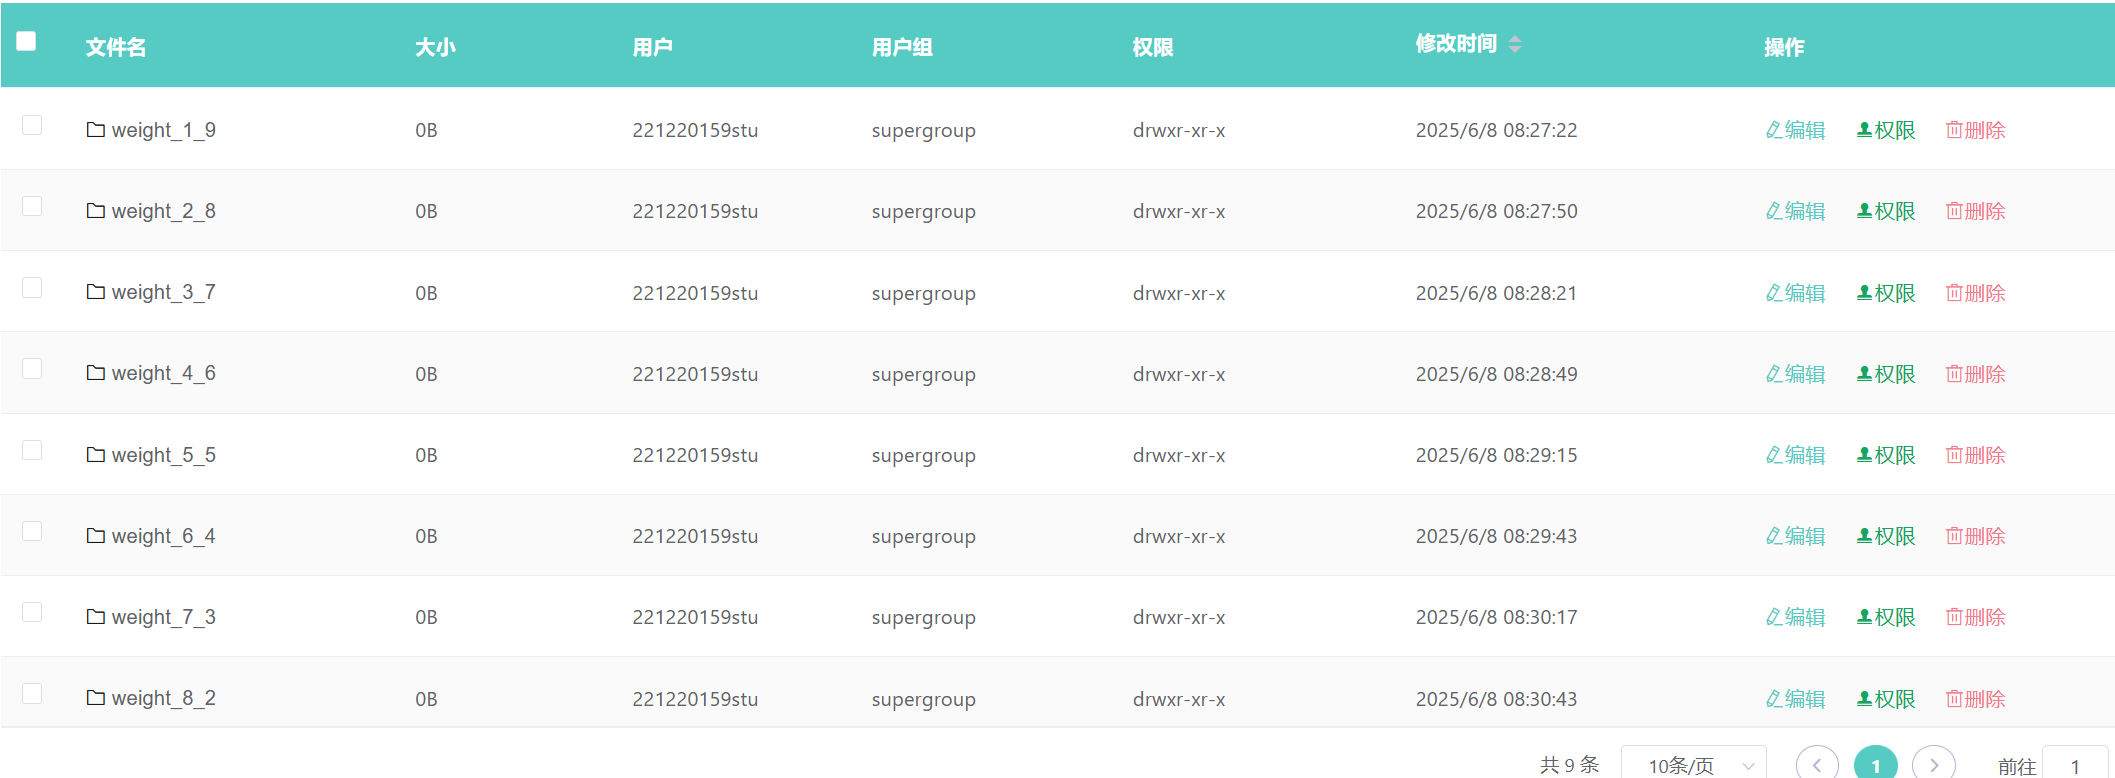 文件名 大小 用户 用户组 权限 修改时间 操作
weight_1_9 0B 221220159stu supergroup drwxr-xr-x 2025/6/8 08:27:22 编辑 权限 删除
weight_2_8 0B 221220159stu supergroup drwxr-xr-x 2025/6/8 08:27:50 编辑 权限 删除
weight_3_7 0B 221220159stu supergroup drwxr-xr-x 2025/6/8 08:28:21 编辑 权限 删除
weight_4_6 0B 221220159stu supergroup drwxr-xr-x 2025/6/8 08:28:49 编辑 权限 删除
weight_5_5 0B 221220159stu supergroup drwxr-xr-x 2025/6/8 08:29:15 编辑 权限 删除
weight_6_4 0B 221220159stu supergroup drwxr-xr-x 2025/6/8 08:29:43 编辑 权限 删除
weight_7_3 0B 221220159stu supergroup drwxr-xr-x 2025/6/8 08:30:17 编辑 权限 删除
weight_8_2 0B 221220159stu supergroup drwxr-xr-x 2025/6/8 08:30:43 编辑 权限 删除
共 9 条 10条/页 1 前往 1